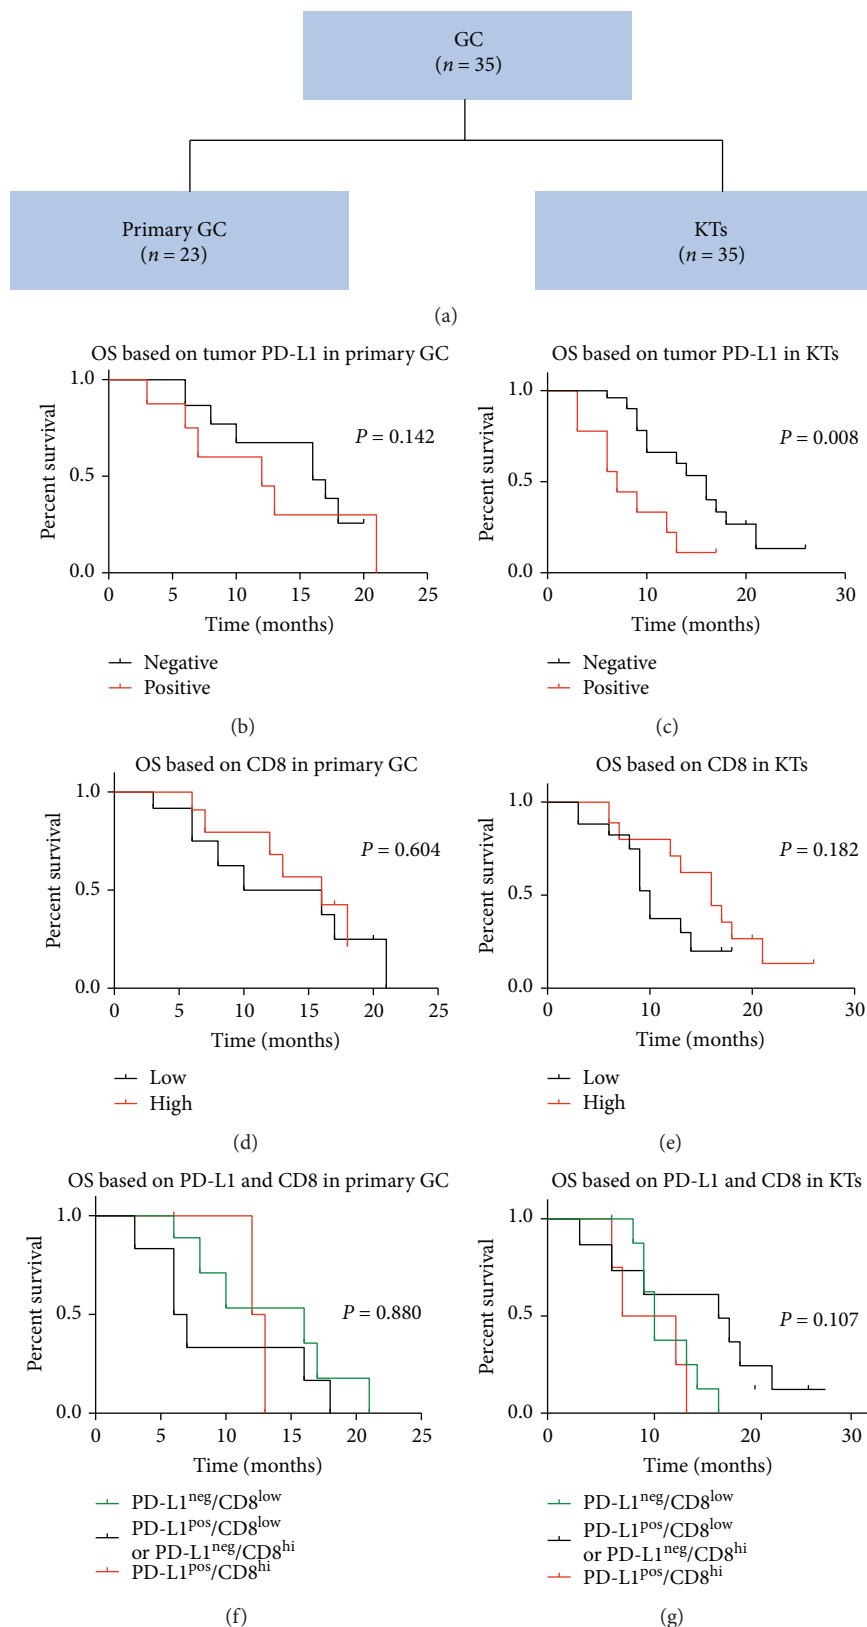 GC
(n = 35)
Primary GC
(n = 23)
KTs
(n = 35)
(a)
OS based on tumor PD-L1 in primary GC
Percent survival
1.0
0.5
0.0
P = 0.142
0 5 10 15 20 25
Time (months)
Negative
Positive
(b)
OS based on tumor PD-L1 in KTs
Percent survival
1.0
0.5
0.0
P = 0.008
0 10 20 30
Time (months)
Negative
Positive
(c)
OS based on CD8 in primary GC
Percent survival
1.0
0.5
0.0
P = 0.604
0 5 10 15 20 25
Time (months)
Low
High
(d)
OS based on CD8 in KTs
Percent survival
1.0
0.5
0.0
P = 0.182
0 10 20 30
Time (months)
Low
High
(e)
OS based on PD-L1 and CD8 in primary GC
Percent survival
1.0
0.5
0.0
P = 0.880
0 5 10 15 20 25
Time (months)
PD-L1neg/CD8low
PD-L1pos/CD8low
or PD-L1neg/CD8hi
PD-L1pos/CD8hi
(f)
OS based on PD-L1 and CD8 in KTs
Percent survival
1.0
0.5
0.0
P = 0.107
0 10 20 30
Time (months)
PD-L1neg/CD8low
PD-L1pos/CD8low
or PD-L1neg/CD8hi
PD-L1pos/CD8hi
(g)